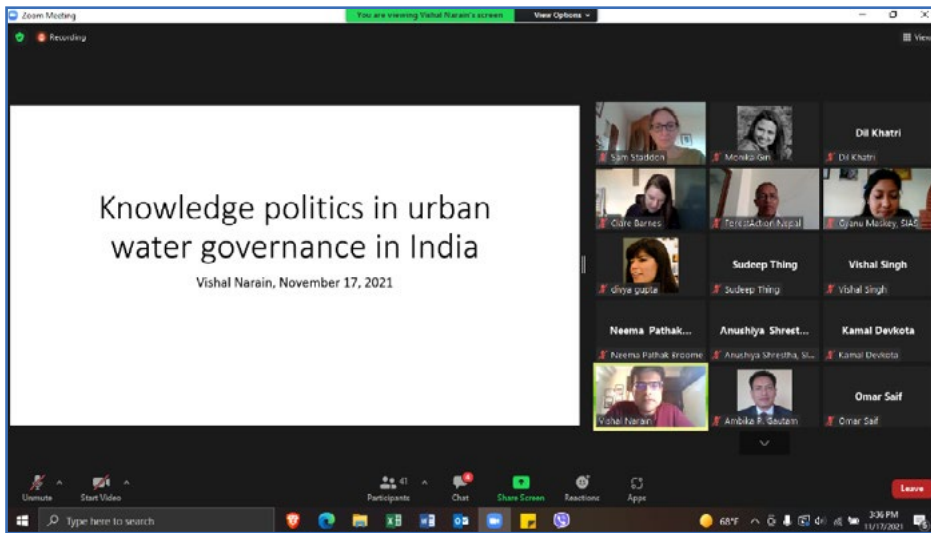 Zoom Meeting
You are viewing Vishal Narain's screen
View Options
Recording
View
Knowledge politics in urban
water governance in India
Vishal Narain, November 17, 2021
Sam Staddon
Monika Giri
Dil Khatri
Dil Khatri
Clare Barnes
ForestAction Nepal
Gyanu Maskey, SIAS
divya gupta
Sudeep Thing
Sudeep Thing
Vishal Singh
Vishal Singh
Neema Pathak...
Neema Pathak Broome
Anushiya Shrest...
Anushiya Shrestha, SI...
Kamal Devkota
Kamal Devkota
Vishal Narain
Ambika P. Gautam
Omar Saif
Omar Saif
Unmute
Start Video
41
Participants
4
Chat
Share Screen
Reactions
Apps
Leave
Type here to search
68°F
3:36 PM
11/17/2021